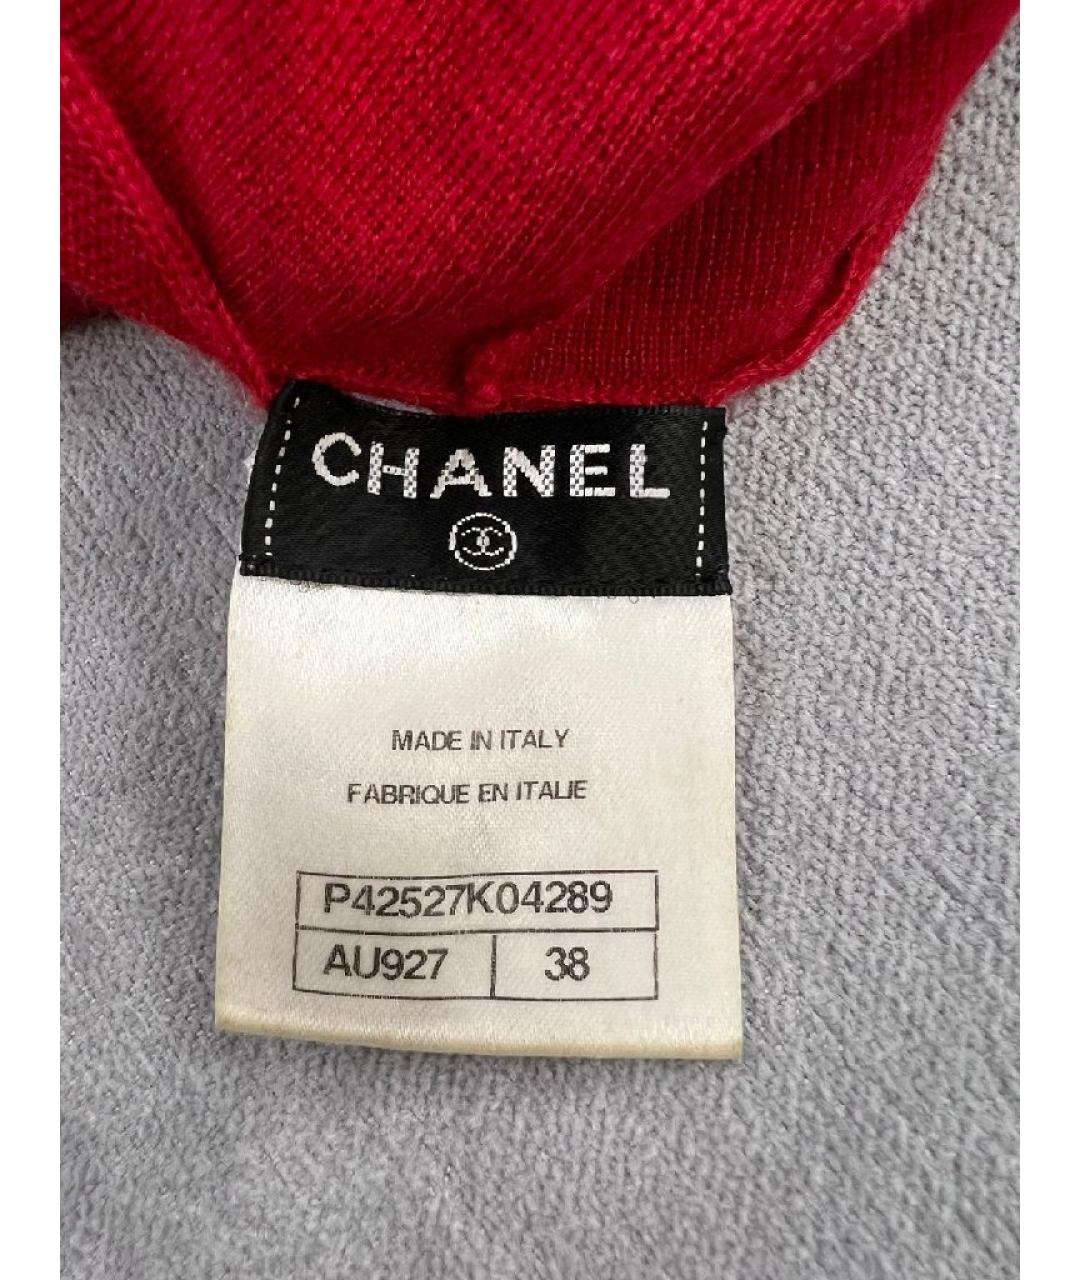 CHANEL
MADE IN ITALY
FABRIQUE EN ITALIE
P42527K04289
AU927 38